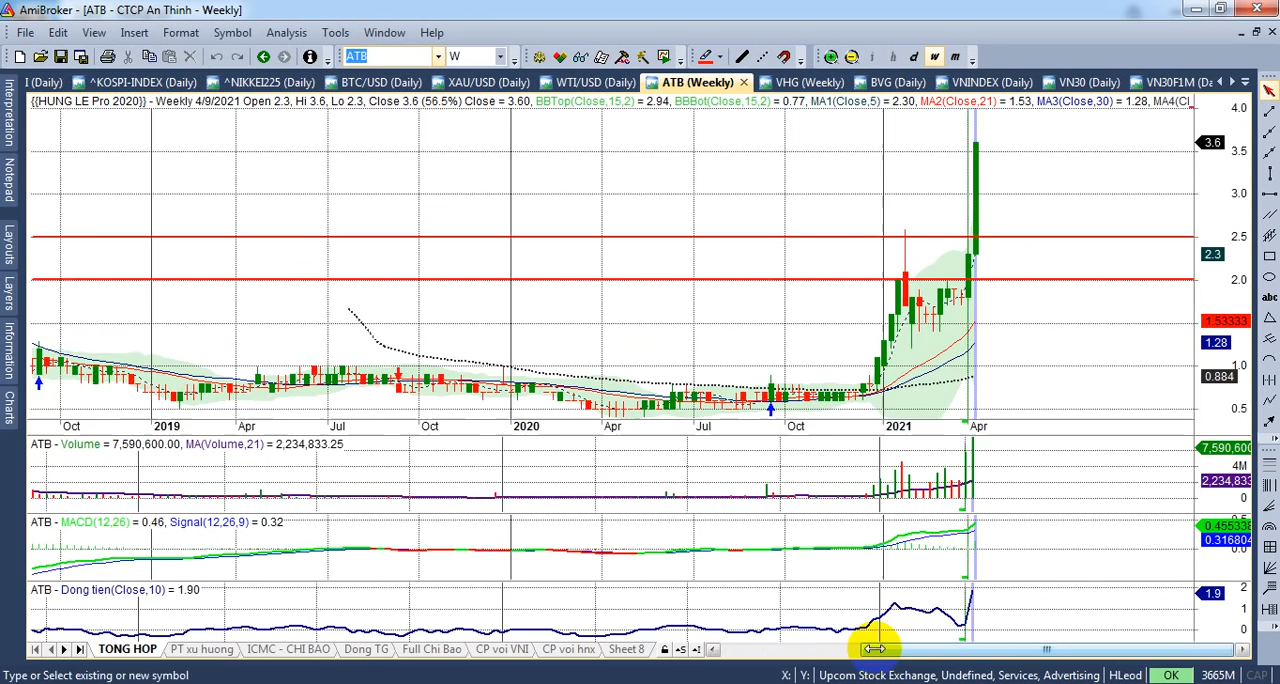 AmiBroker - [ATB - CTCP An Thinh - Weekly]
File Edit View Insert Format Symbol Analysis Tools Window Help
ATB W i d w m
I (Daily) ^KOSPI-INDEX (Daily) ^NIKKEI225 (Daily) BTC/USD (Daily) XAU/USD (Daily) WTI/USD (Daily) ATB (Weekly) VHG (Weekly) BVG (Daily) VNINDEX (Daily) VN30 (Daily) VN30F1M (Da
{{HUNG LE Pro 2020}} - Weekly 4/9/2021 Open 2.3, Hi 3.6, Lo 2.3, Close 3.6 (56.5%) Close = 3.60, BBTop(Close,15,2) = 2.94, BBBot(Close,15,2) = 0.77, MA1(Close,5) = 2.30, MA2(Close,21) = 1.53, MA3(Close,30) = 1.28, MA4(Cl
Interpretation
Notepad
Layouts
Layers
Information
Charts
4.0
3.6
3.5
3.0
2.5
2.3
2.0
1.53333
1.28
1.0
0.884
0.5
abc
Oct 2019 Apr Jul Oct 2020 Apr Jul Oct 2021 Apr
ATB - Volume = 7,590,600.00, MA(Volume,21) = 2,234,833.25
7,590,600
4M
2,234,833
0
ATB - MACD(12,26) = 0.46, Signal(12,26,9) = 0.32
0.455338
0.316804
ATB - Dong tien(Close,10) = 1.90
2
1.9
1
0
TONG HOP PT xu huong ICMC - CHI BAO Dong TG Full Chi Bao CP voi VNI CP voi hnx Sheet 8
Type or Select existing or new symbol X: Y: Upcom Stock Exchange, Undefined, Services, Advertising HLeod OK 3665M CAP